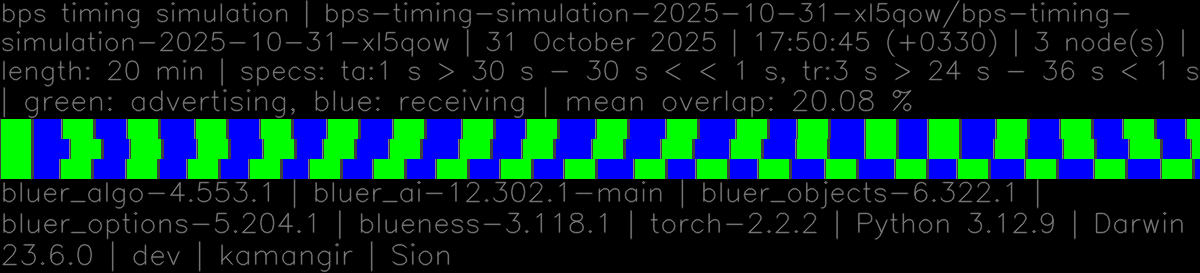 bps timing simulation | bps-timing-simulation-2025-10-31-xl5qow/bps-timing-
simulation-2025-10-31-xl5qow | 31 October 2025 | 17:50:45 (+0330) | 3 node(s) |
length: 20 min | specs: ta:1 s > 30 s - 30 s < < 1 s, tr:3 s > 24 s - 36 s < 1 s
| green: advertising, blue: receiving | mean overlap: 20.08 %
bluer_algo-4.553.1 | bluer_ai-12.302.1-main | bluer_objects-6.322.1 |
bluer_options-5.204.1 | blueness-3.118.1 | torch-2.2.2 | Python 3.12.9 | Darwin
23.6.0 | dev | kamangir | Sion